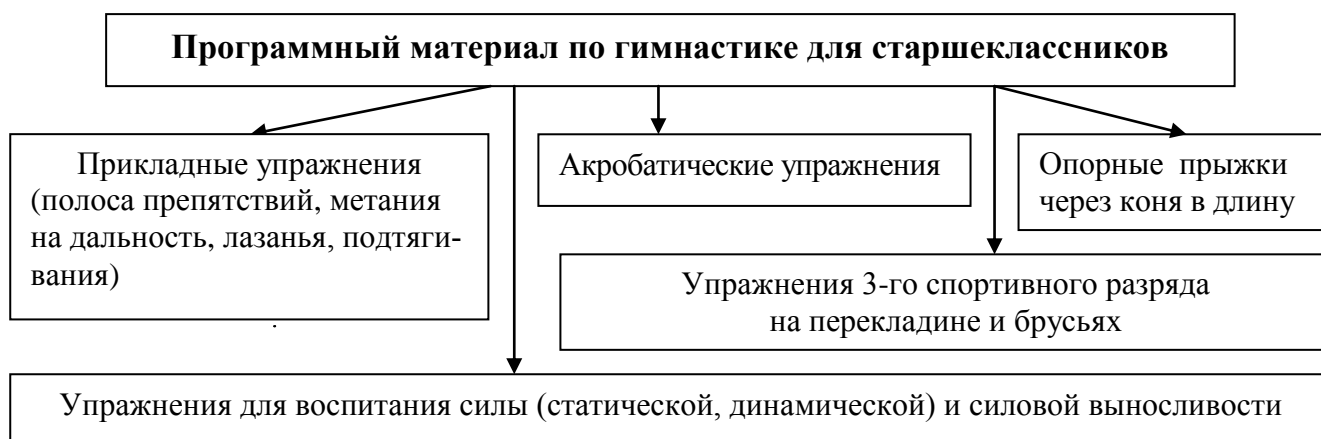 Программный материал по гимнастике для старшеклассников
Прикладные упражнения
(полоса препятствий, метания
на дальность, лазанья, подтяги-
вания)
Акробатические упражнения
Опорные прыжки
через коня в длину
Упражнения 3-го спортивного разряда
на перекладине и брусьях
Упражнения для воспитания силы (статической, динамической) и силовой выносливости